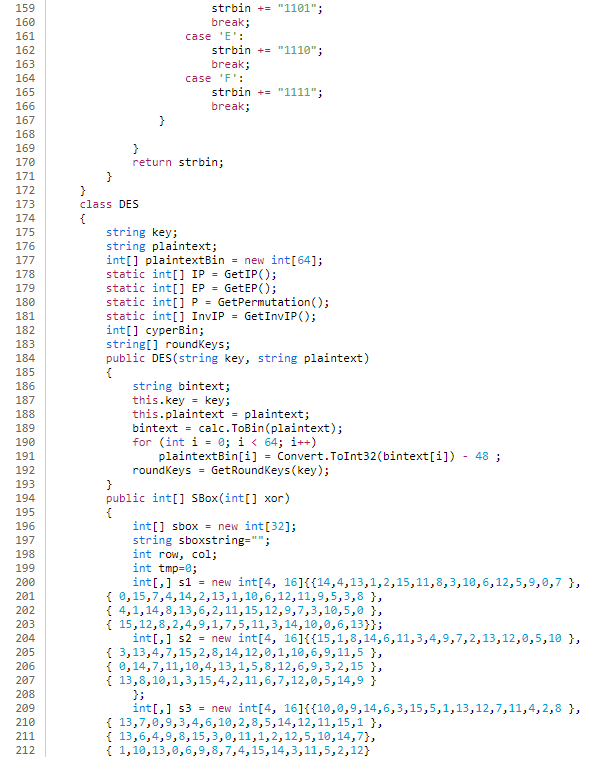 159                         strbin += "1101";
160                         break;
161                     case 'E':
162                         strbin += "1110";
163                         break;
164                     case 'F':
165                         strbin += "1111";
166                         break;
167                 }
168
169             }
170             return strbin;
171         }
172     }
173     class DES
174     {
175         string key;
176         string plaintext;
177         int[] plaintextBin = new int[64];
178         static int[] IP = GetIP();
179         static int[] EP = GetEP();
180         static int[] P = GetPermutation();
181         static int[] InvIP = GetInvIP();
182         int[] cyperBin;
183         string[] roundKeys;
184         public DES(string key, string plaintext)
185         {
186             string bintext;
187             this.key = key;
188             this.plaintext = plaintext;
189             bintext = calc.ToBin(plaintext);
190             for (int i = 0; i < 64; i++)
191                 plaintextBin[i] = Convert.ToInt32(bintext[i]) - 48 ;
192             roundKeys = GetRoundKeys(key);
193         }
194         public int[] SBox(int[] xor)
195         {
196             int[] sbox = new int[32];
197             string sboxstring="";
198             int row, col;
199             int tmp=0;
200             int[,] s1 = new int[4, 16]{{14,4,13,1,2,15,11,8,3,10,6,12,5,9,0,7 },
201         { 0,15,7,4,14,2,13,1,10,6,12,11,9,5,3,8 },
202         { 4,1,14,8,13,6,2,11,15,12,9,7,3,10,5,0 },
203         { 15,12,8,2,4,9,1,7,5,11,3,14,10,0,6,13}};
204             int[,] s2 = new int[4, 16]{{15,1,8,14,6,11,3,4,9,7,2,13,12,0,5,10 },
205         { 3,13,4,7,15,2,8,14,12,0,1,10,6,9,11,5 },
206         { 0,14,7,11,10,4,13,1,5,8,12,6,9,3,2,15 },
207         { 13,8,10,1,3,15,4,2,11,6,7,12,0,5,14,9 }
208             };
209             int[,] s3 = new int[4, 16]{{10,0,9,14,6,3,15,5,1,13,12,7,11,4,2,8 },
210         { 13,7,0,9,3,4,6,10,2,8,5,14,12,11,15,1 },
211         { 13,6,4,9,8,15,3,0,11,1,2,12,5,10,14,7},
212         { 1,10,13,0,6,9,8,7,4,15,14,3,11,5,2,12}